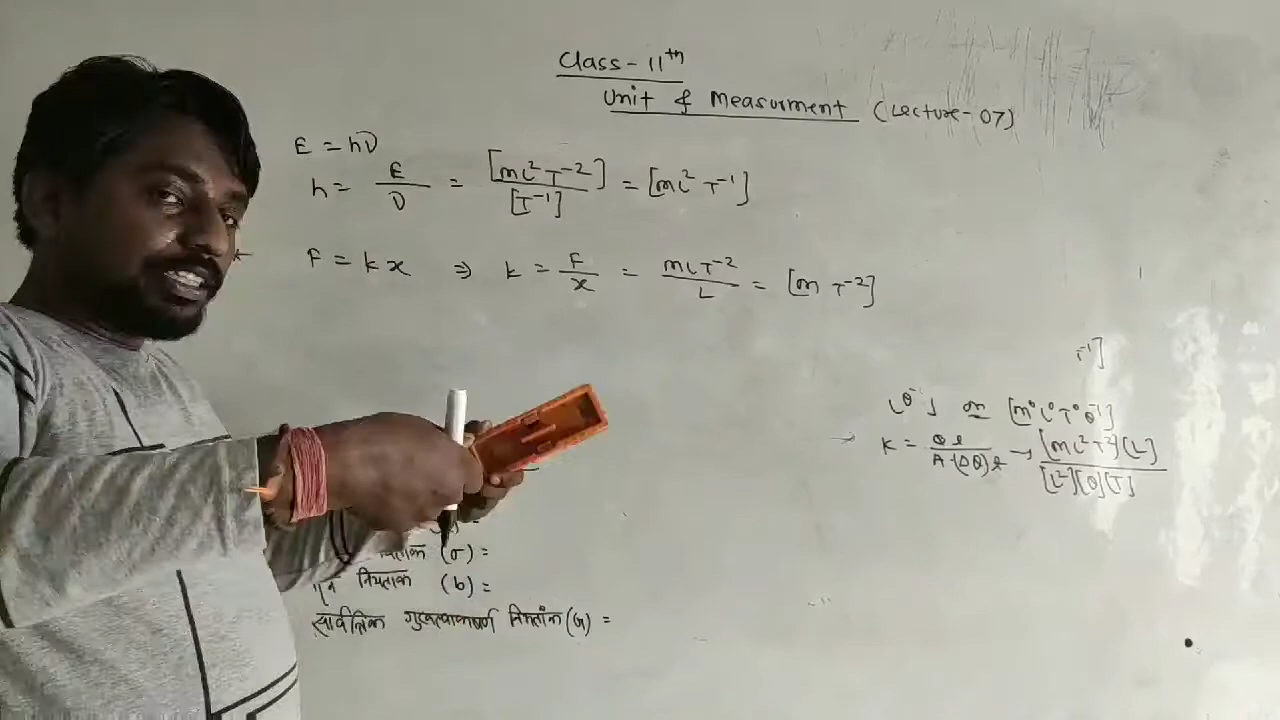 Class-11th
Unit & Measurment (Lecture-07)
E = hν
h = E/ν = [ML²T⁻²]/[T⁻¹] = [ML²T⁻¹]
F = kx ⇒ k = F/x = MLT⁻²/L = [MT⁻²]
T⁻¹]
[θ⁻¹] or [M⁰L⁰T⁰θ⁻¹]
→ K = Ql/A(Δθ)t → [ML²T⁻²](L)/[L²][θ][T]
(σ) =
नियतांक (b) =
सार्वत्रिक गुरुत्वाकर्षण नियतांक (G) =